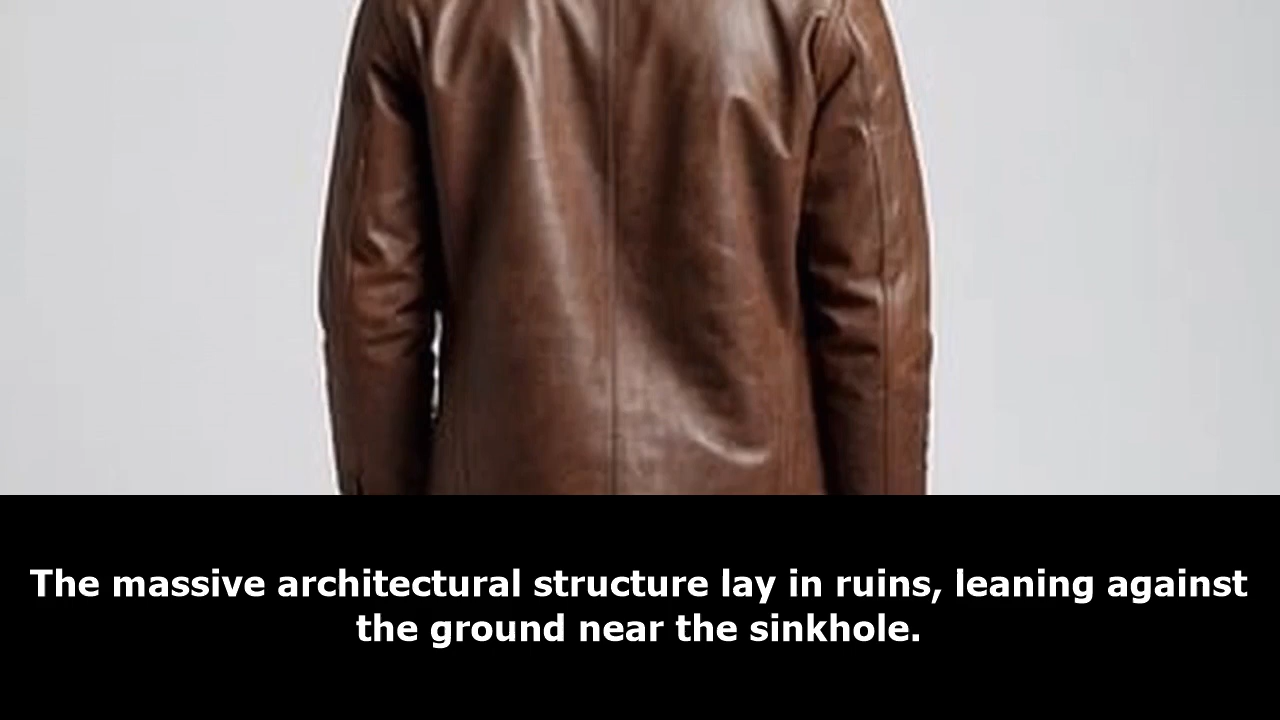 The massive architectural structure lay in ruins, leaning against
the ground near the sinkhole.